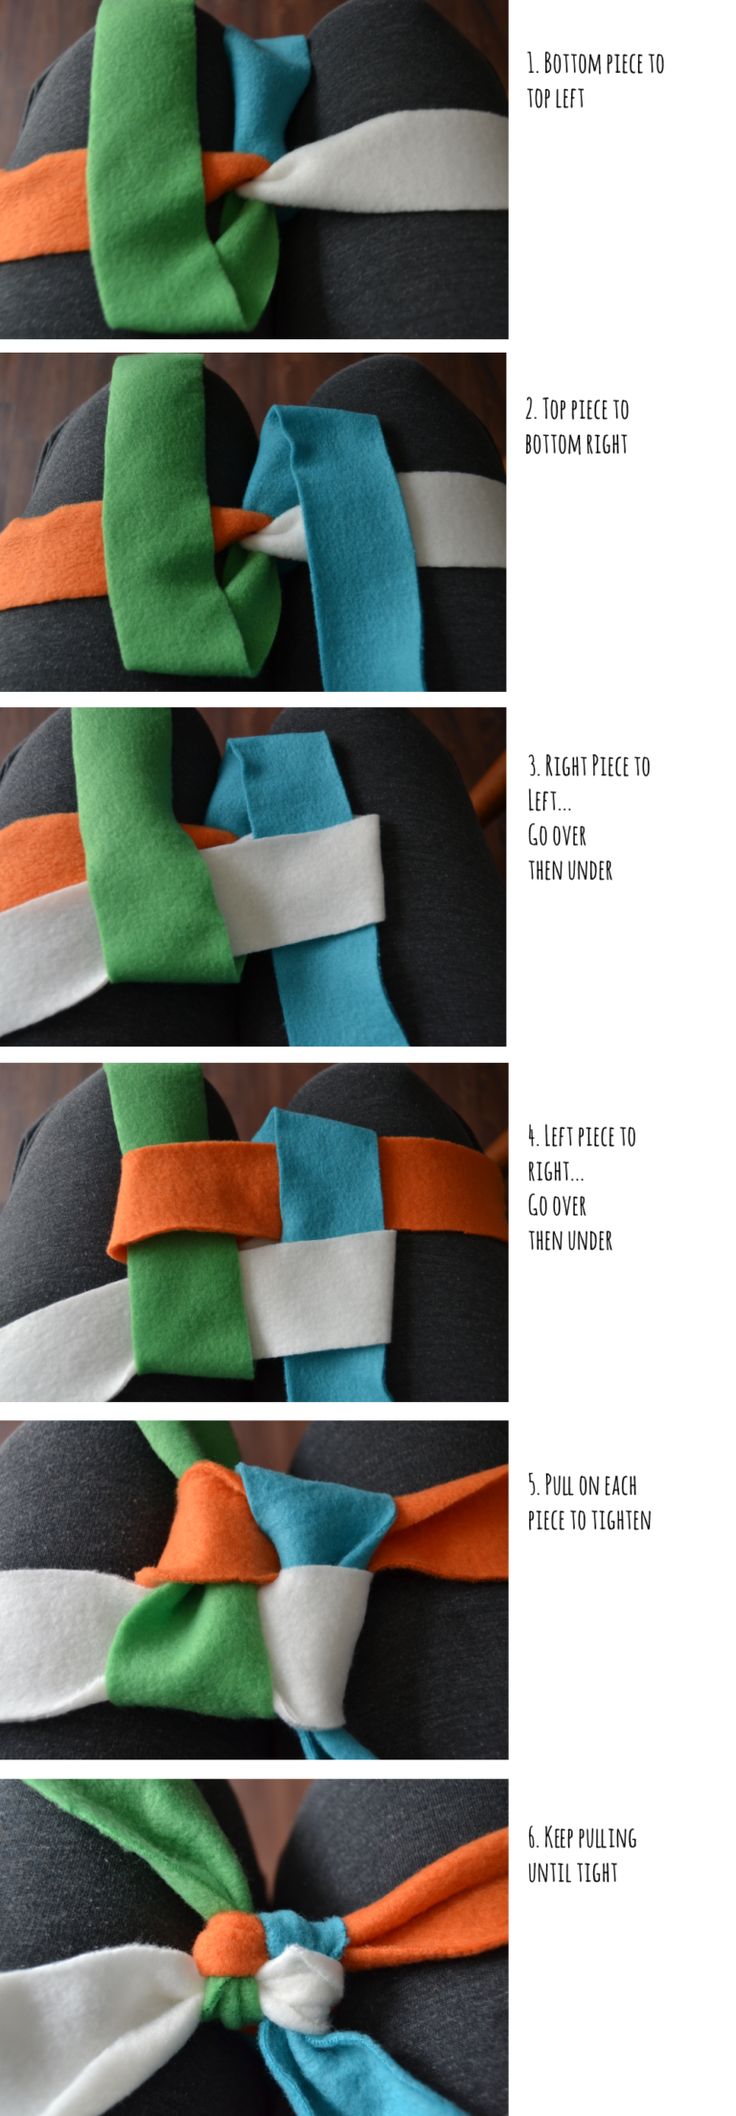 1. Bottom piece to
top left
2. Top piece to
bottom right
3. Right Piece to
Left...
Go over
then under
4. Left piece to
right...
Go over
then under
5. Pull on each
piece to tighten
6. Keep pulling
until tight